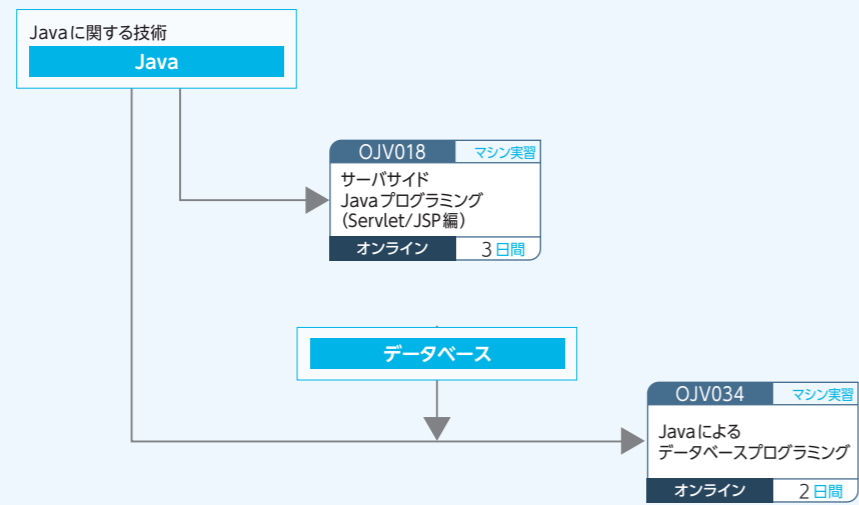 Javaに関する技術
Java
OJV018
マシン実習
サーバサイド
Javaプログラミング
（Servlet/JSP編）
オンライン
3日間
データベース
OJV034
マシン実習
Javaによる
データベースプログラミング
オンライン
2日間